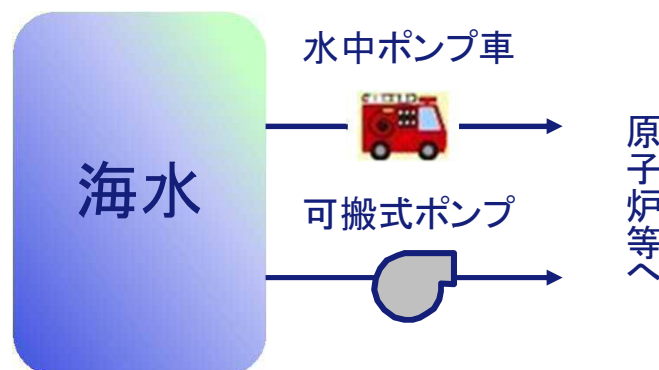 水中ポンプ車
海水
可搬式ポンプ
原子炉等へ